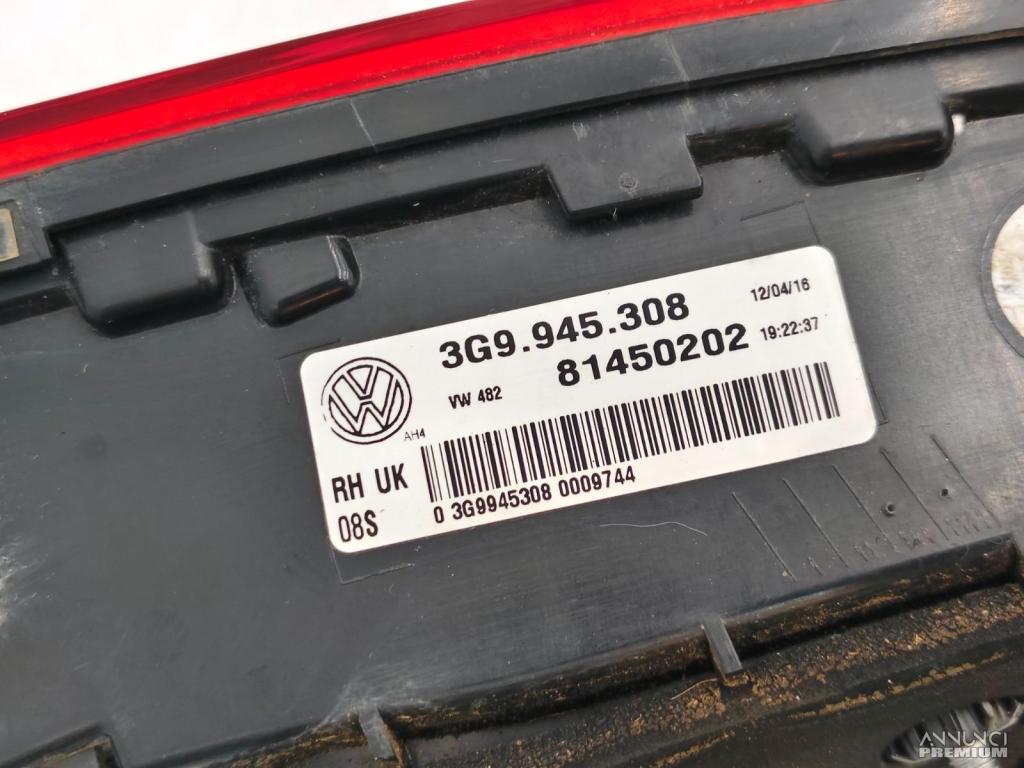 3G9.945.308
12/04/16
81450202
19:22:37
VW 482
AH4
RH UK
08S
0 3G9945308 0009744
ANNUNCI
PREMIUM